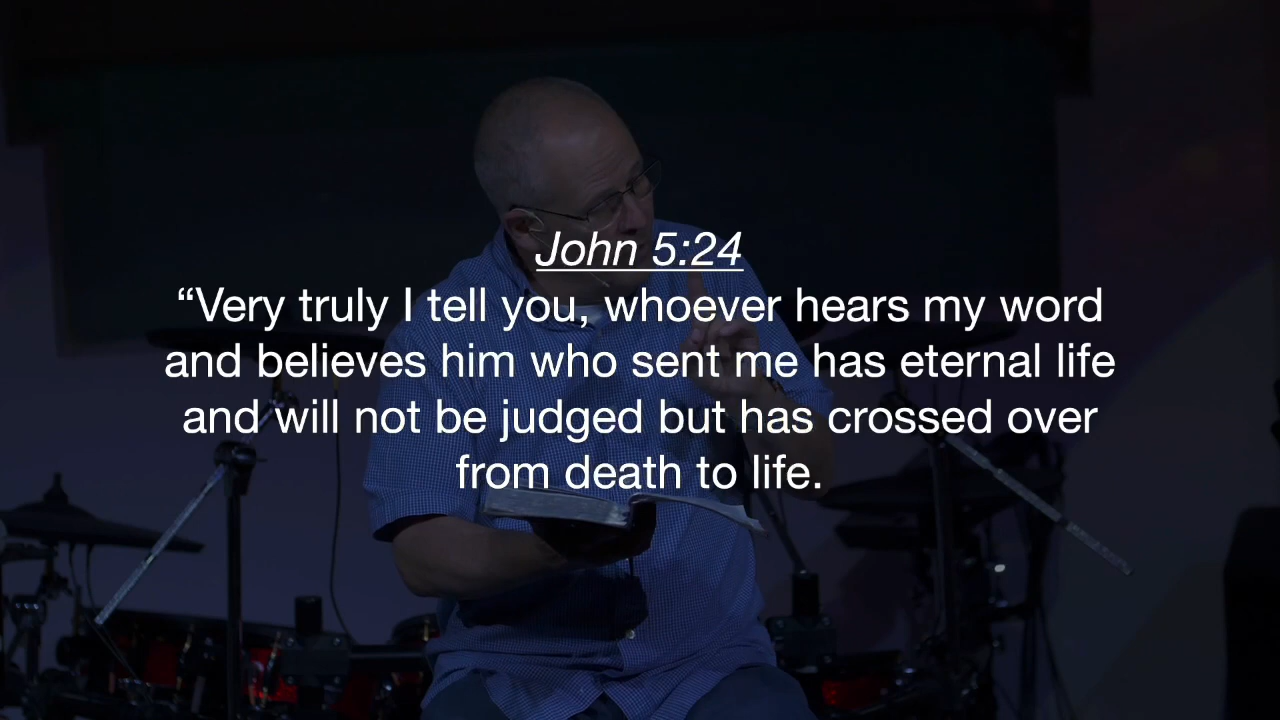 John 5:24
“Very truly I tell you, whoever hears my word
and believes him who sent me has eternal life
and will not be judged but has crossed over
from death to life.